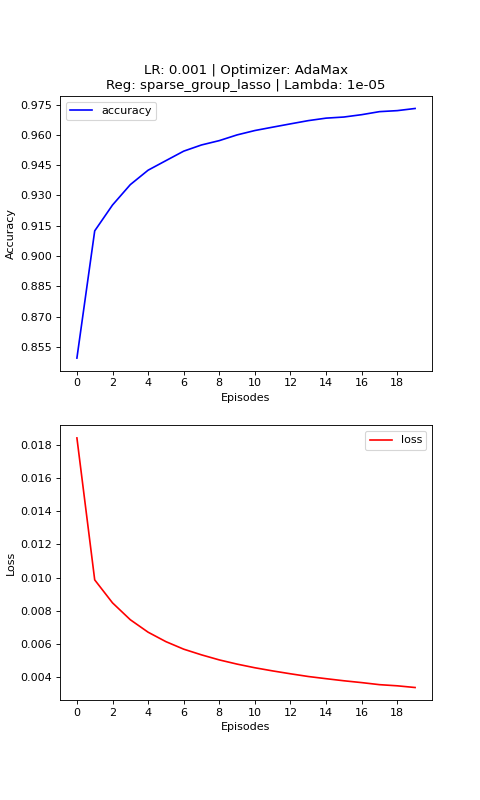 LR: 0.001 | Optimizer: AdaMax
Reg: sparse_group_lasso | Lambda: 1e-05
accuracy
Accuracy
0.975
0.960
0.945
0.930
0.915
0.900
0.885
0.870
0.855
0 2 4 6 8 10 12 14 16 18
Episodes
loss
Loss
0.018
0.016
0.014
0.012
0.010
0.008
0.006
0.004
0 2 4 6 8 10 12 14 16 18
Episodes